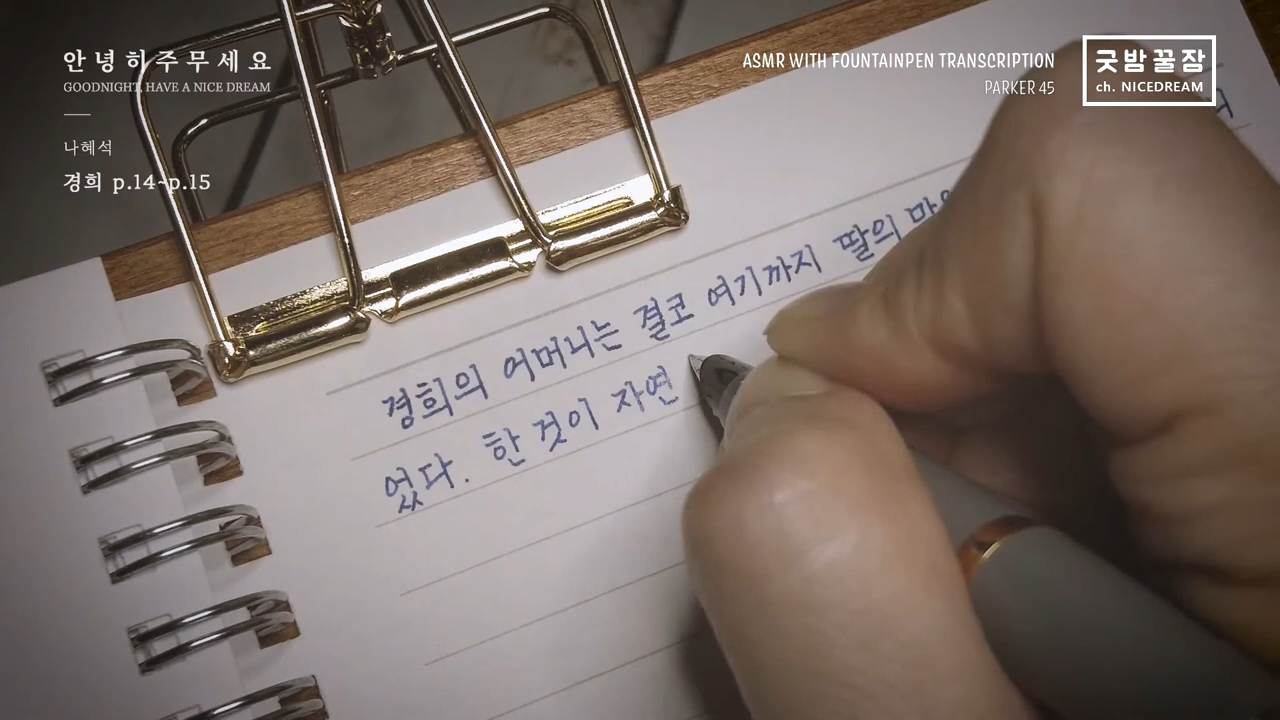 안녕히주무세요
GOODNIGHT, HAVE A NICE DREAM
나혜석
경희 p.14~p.15
ASMR WITH FOUNTAINPEN TRANSCRIPTION
PARKER 45
굿밤꿀잠
ch. NICEDREAM
경희의 어머니는 결코 여기까지 딸의
었다. 한 것이 자연